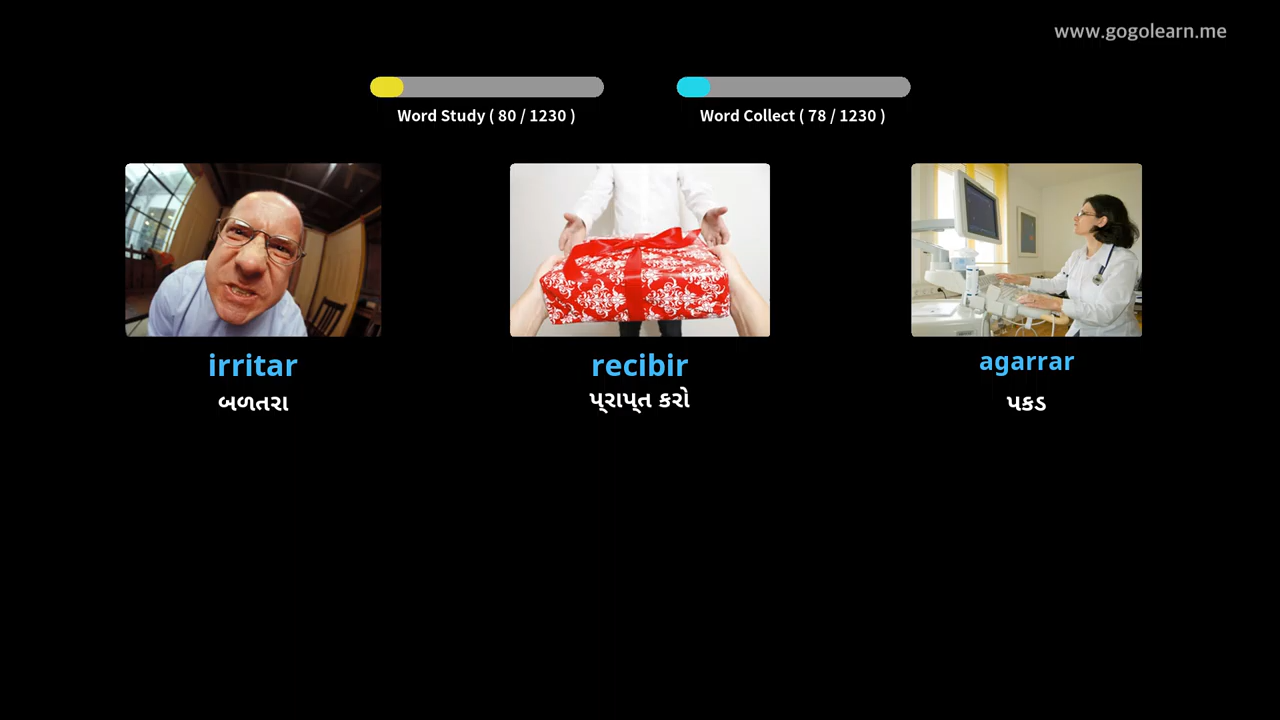 www.gogolearn.me
Word Study ( 80 / 1230 )
Word Collect ( 78 / 1230 )
irritar
recibir
agarrar
બળતરા
પ્રાપ્ત કરો
પકડ